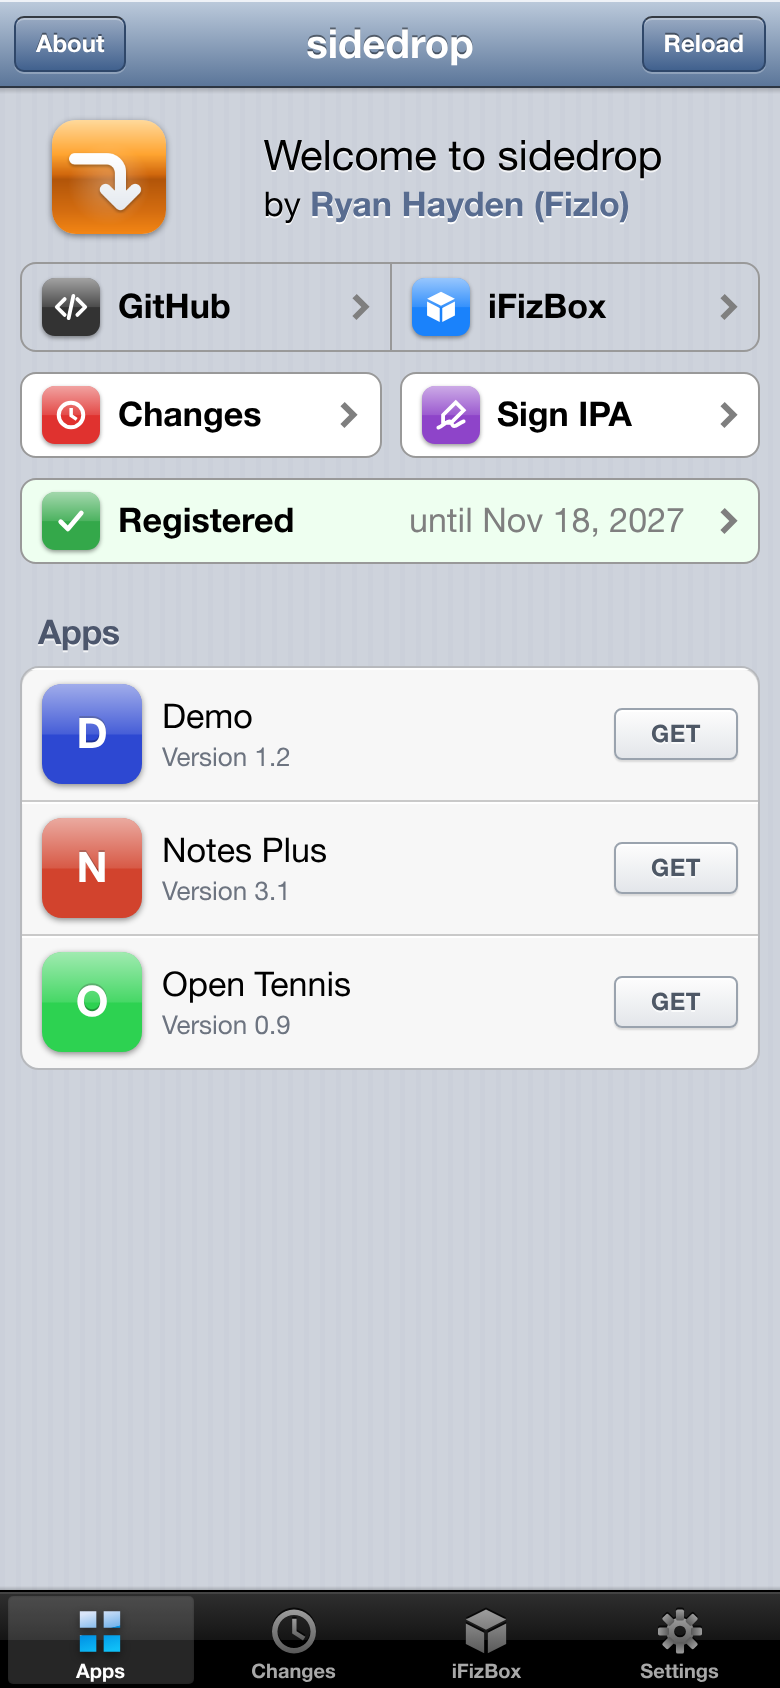 About
sidedrop
Reload
Welcome to sidedrop
by Ryan Hayden (Fizlo)
GitHub
iFizBox
Changes
Sign IPA
Registered
until Nov 18, 2027
Apps
D
Demo
Version 1.2
GET
N
Notes Plus
Version 3.1
GET
O
Open Tennis
Version 0.9
GET
Apps
Changes
iFizBox
Settings